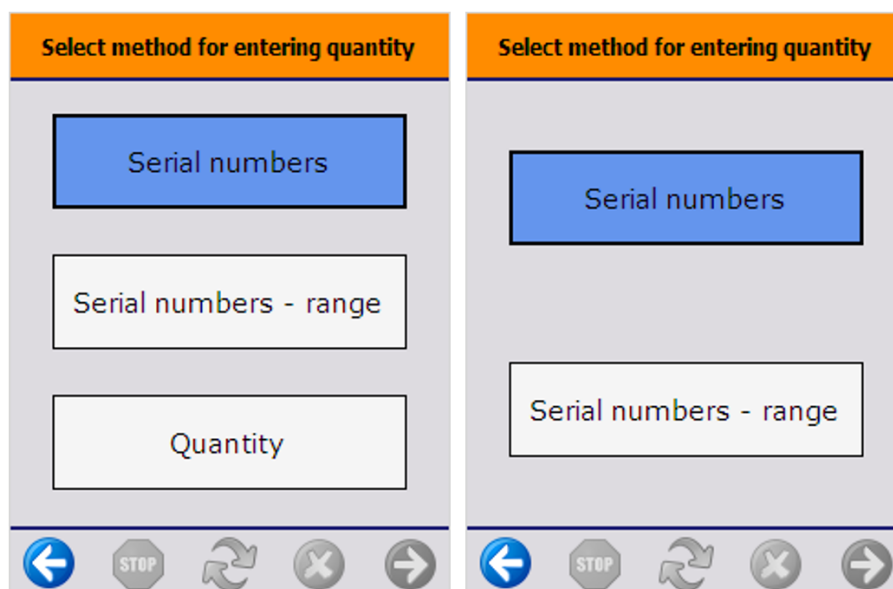 Select method for entering quantity
Serial numbers
Serial numbers - range
Quantity
STOP
Select method for entering quantity
Serial numbers
Serial numbers - range
STOP